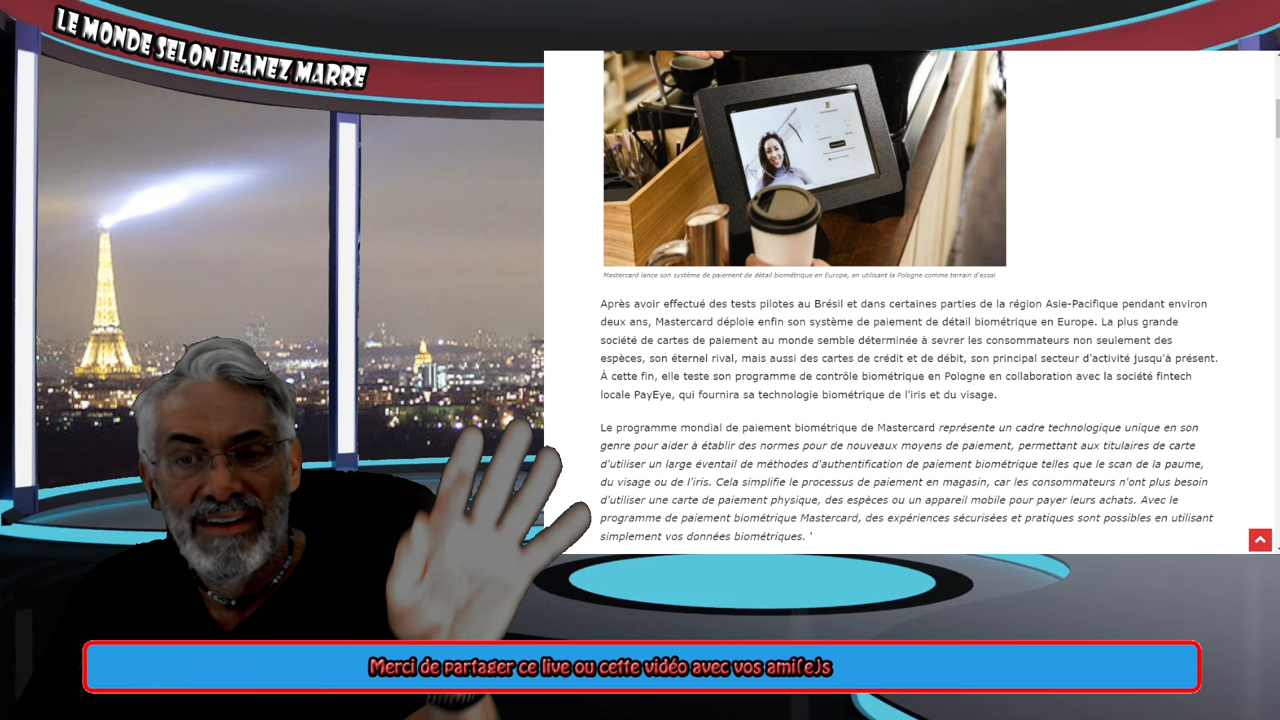 LE MONDE SELON JEANEZ MARRE
Mastercard lance son système de paiement de détail biométrique en Europe, en utilisant la Pologne comme terrain d'essai
Après avoir effectué des tests pilotes au Brésil et dans certaines parties de la région Asie-Pacifique pendant environ
deux ans, Mastercard déploie enfin son système de paiement de détail biométrique en Europe. La plus grande
société de cartes de paiement au monde semble déterminée à sevrer les consommateurs non seulement des
espèces, son éternel rival, mais aussi des cartes de crédit et de débit, son principal secteur d'activité jusqu'à présent.
À cette fin, elle teste son programme de contrôle biométrique en Pologne en collaboration avec la société fintech
locale PayEye, qui fournira sa technologie biométrique de l'iris et du visage.
Le programme mondial de paiement biométrique de Mastercard représente un cadre technologique unique en son
genre pour aider à établir des normes pour de nouveaux moyens de paiement, permettant aux titulaires de carte
d'utiliser un large éventail de méthodes d'authentification de paiement biométrique telles que le scan de la paume,
du visage ou de l'iris. Cela simplifie le processus de paiement en magasin, car les consommateurs n'ont plus besoin
d'utiliser une carte de paiement physique, des espèces ou un appareil mobile pour payer leurs achats. Avec le
programme de paiement biométrique Mastercard, des expériences sécurisées et pratiques sont possibles en utilisant
simplement vos données biométriques. '
Merci de partager ce live ou cette vidéo avec vos ami(e)s